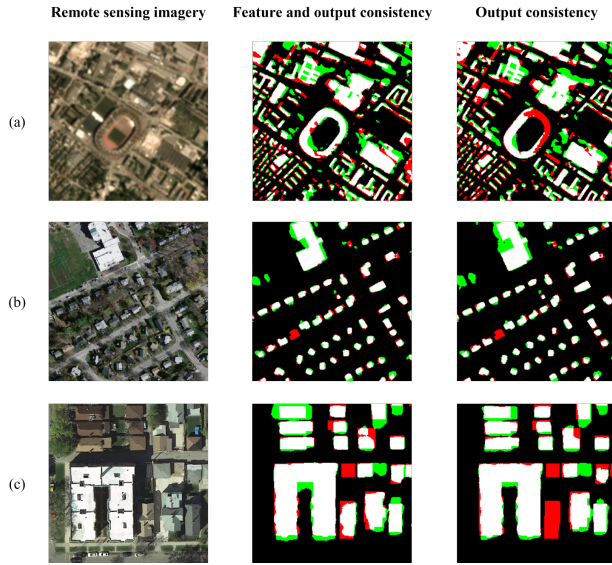 Remote sensing imagery Feature and output consistency Output consistency
(a)
(b)
(c)